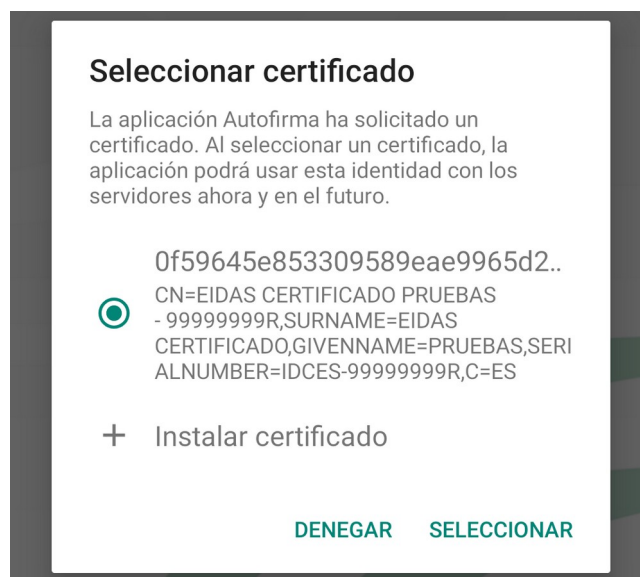 Seleccionar certificado
La aplicación Autofirma ha solicitado un
certificado. Al seleccionar un certificado, la
aplicación podrá usar esta identidad con los
servidores ahora y en el futuro.
0f59645e853309589eae9965d2..
CN=EIDAS CERTIFICADO PRUEBAS
- 99999999R,SURNAME=EIDAS
CERTIFICADO,GIVENNAME=PRUEBAS,SERI
ALNUMBER=IDCES-99999999R,C=ES
+ Instalar certificado
DENEGAR SELECCIONAR